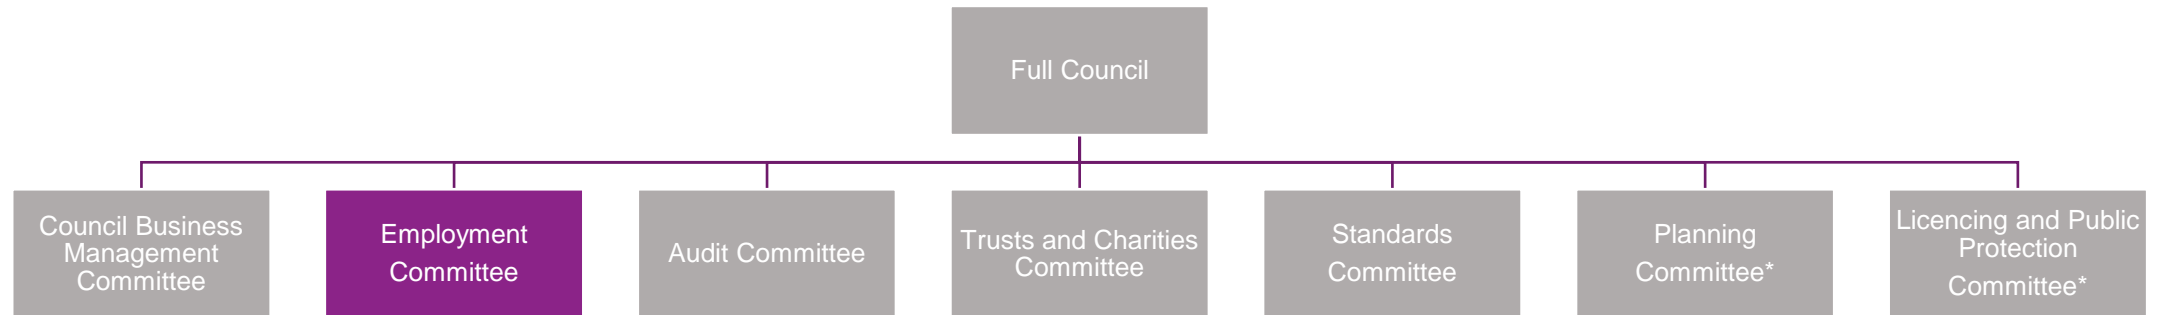 Full Council
Council Business
Management
Committee
Employment
Committee
Audit Committee
Trusts and Charities
Committee
Standards
Committee
Planning
Committee*
Licencing and Public
Protection
Committee*